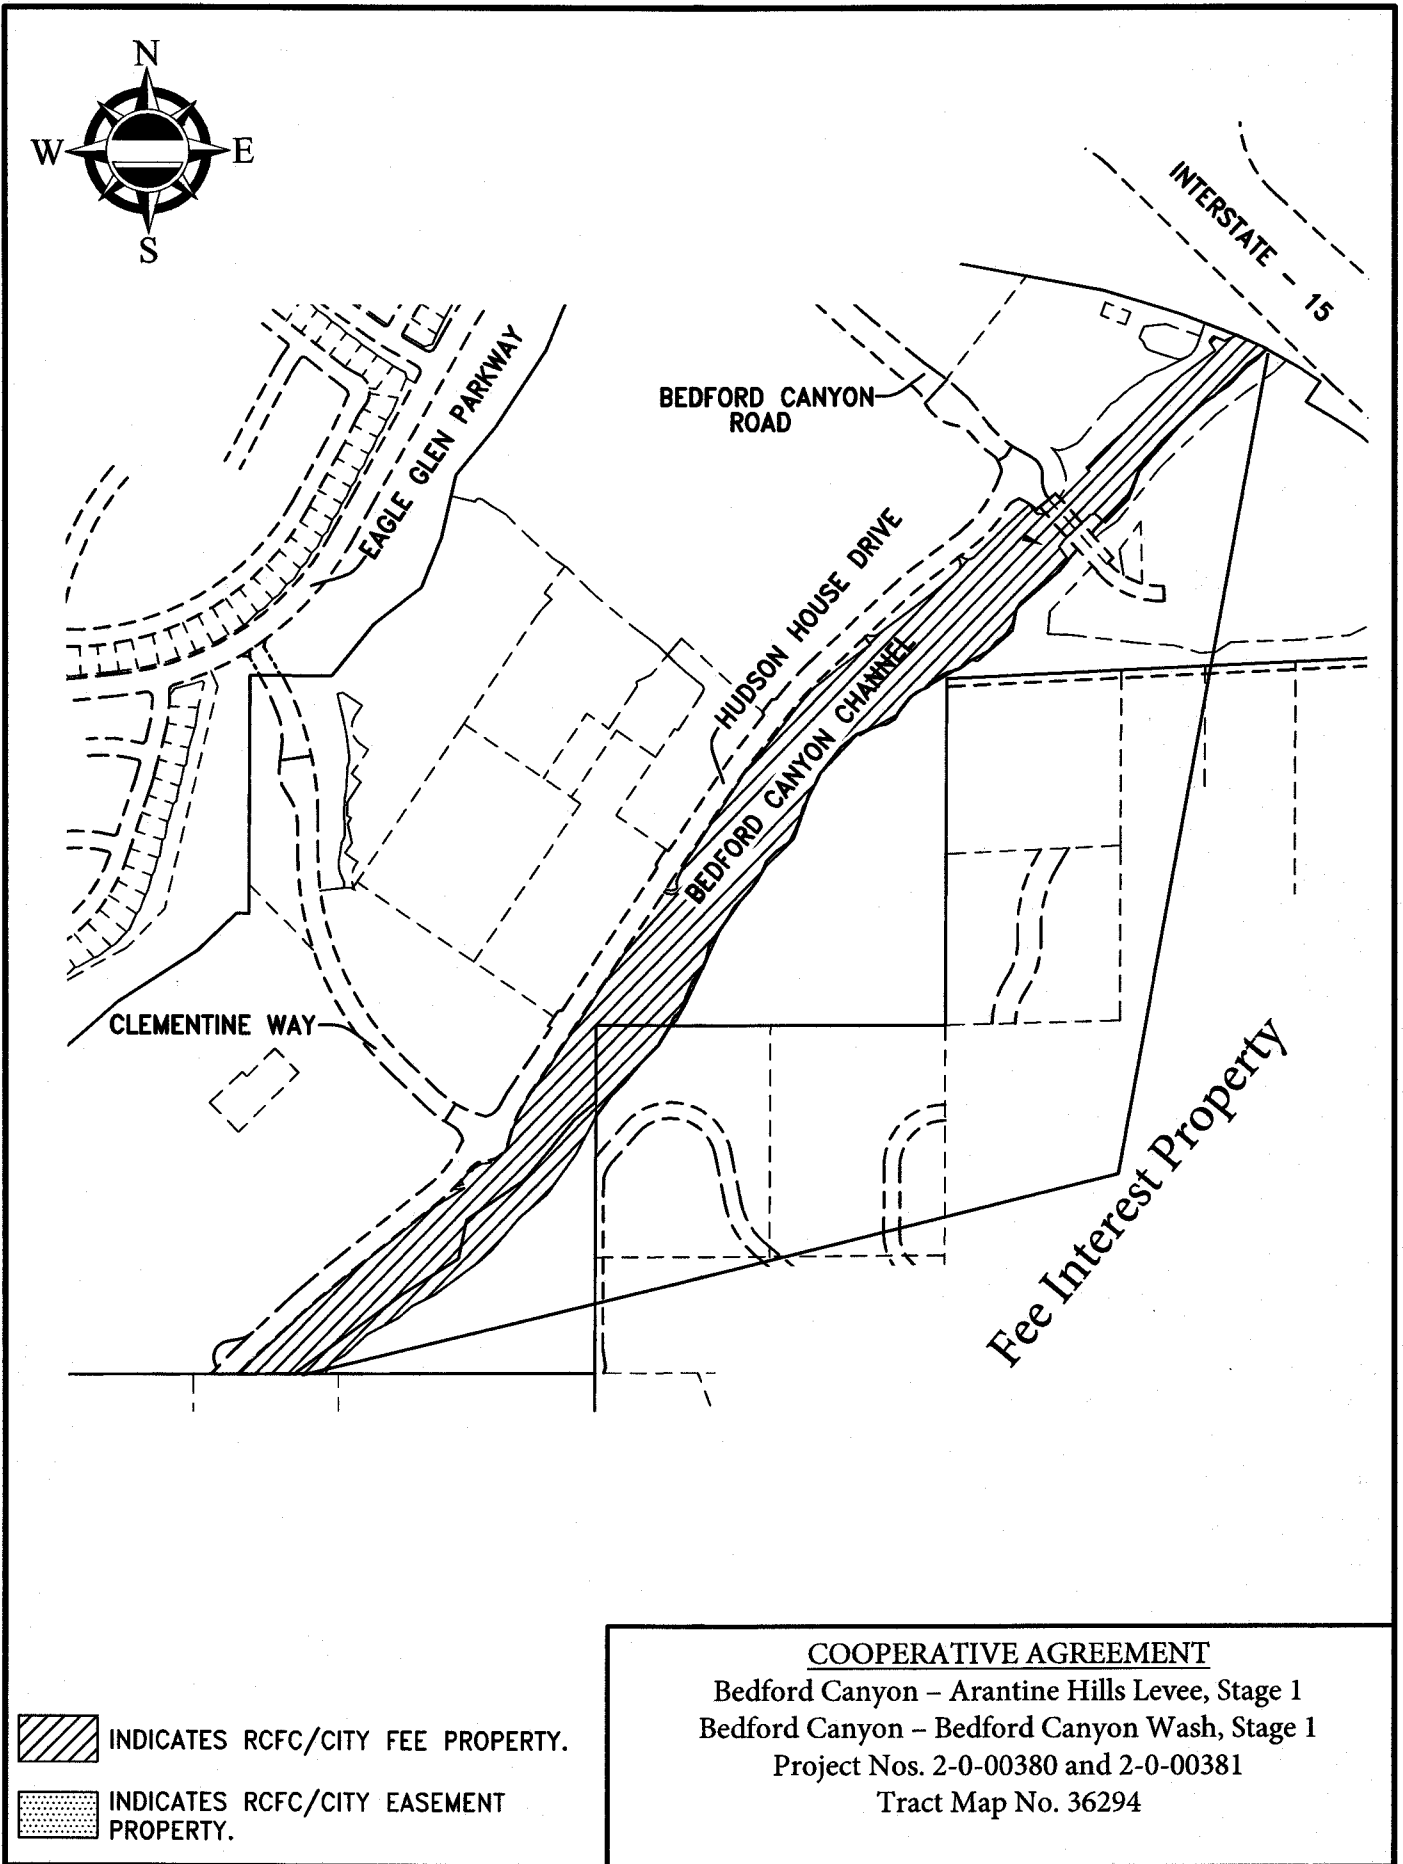 N
W
E
S
INTERSTATE - 15
EAGLE GLEN PARKWAY
BEDFORD CANYON
ROAD
HUDSON HOUSE DRIVE
BEDFORD CANYON CHANNEL
CLEMENTINE WAY
Fee Interest Property
INDICATES RCFC/CITY FEE PROPERTY.
INDICATES RCFC/CITY EASEMENT
PROPERTY.
COOPERATIVE AGREEMENT
Bedford Canyon – Arantine Hills Levee, Stage 1
Bedford Canyon – Bedford Canyon Wash, Stage 1
Project Nos. 2-0-00380 and 2-0-00381
Tract Map No. 36294